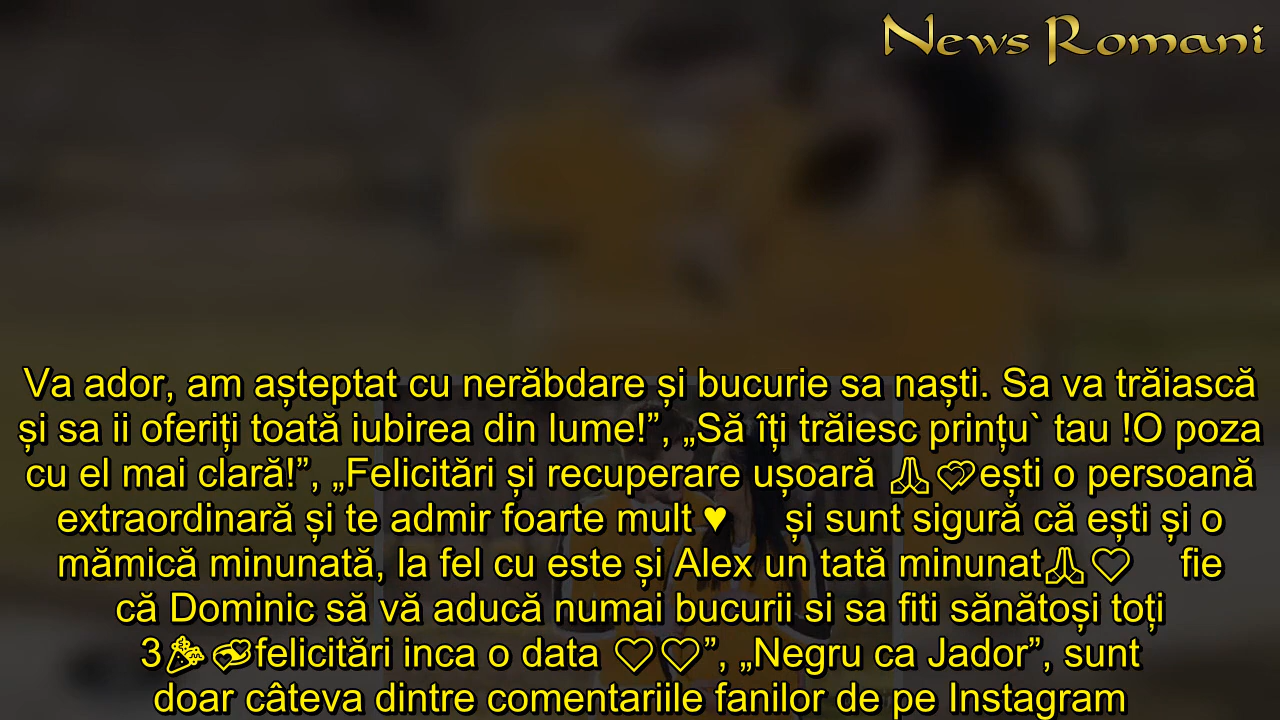 News Romani
Va ador, am așteptat cu nerăbdare și bucurie sa naști. Sa va trăiască
și sa ii oferiți toată iubirea din lume!”, „Să îți trăiesc prințu` tau !O poza
cu el mai clară!”, „Felicitări și recuperare ușoară 🙏💝ești o persoană
extraordinară și te admir foarte mult ♥ și sunt sigură că ești și o
mămică minunată, la fel cu este și Alex un tată minunat🙏♡ fie
că Dominic să vă aducă numai bucurii si sa fiti sănătoși toți
3🎉💞felicitări inca o data ♡♡”, „Negru ca Jador”, sunt
doar câteva dintre comentariile fanilor de pe Instagram